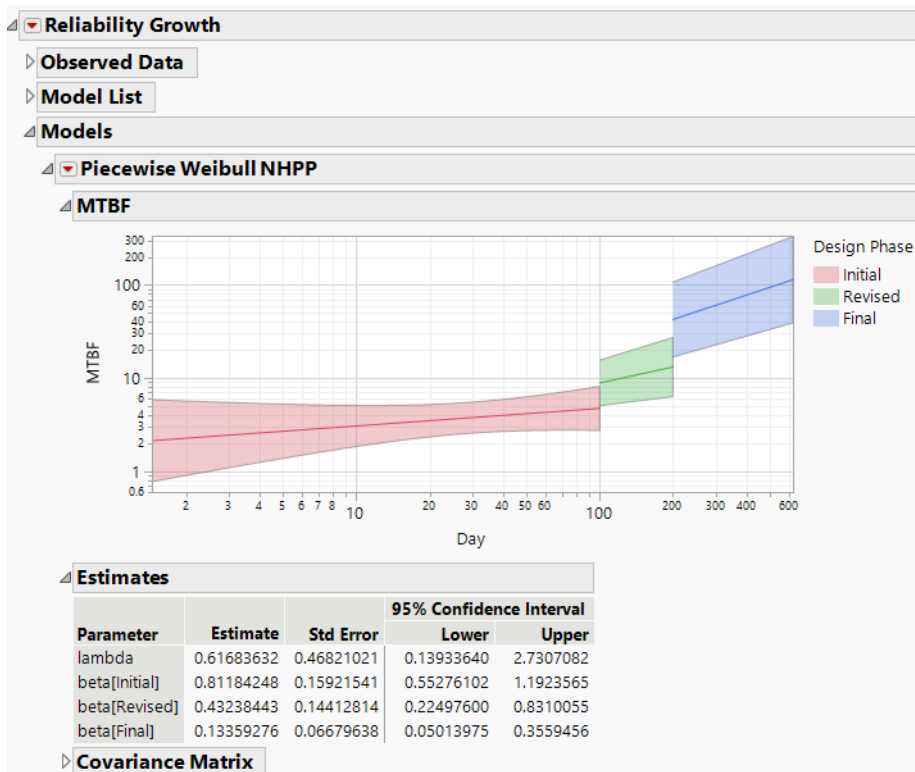 Reliability Growth
Observed Data
Model List
Models
Piecewise Weibull NHPP
MTBF
300
200
100
60
40
30
20
10
6
4
3
2
1
0.6
MTBF
2 3 4 5 6 7 8 10 20 30 40 50 60 100 200 300 400 600
Day
Design Phase
Initial
Revised
Final
Estimates
95% Confidence Interval
Parameter Estimate Std Error Lower Upper
lambda 0.61683632 0.46821021 0.13933640 2.7307082
beta[Initial] 0.81184248 0.15921541 0.55276102 1.1923565
beta[Revised] 0.43238443 0.14412814 0.22497600 0.8310055
beta[Final] 0.13359276 0.06679638 0.05013975 0.3559456
Covariance Matrix